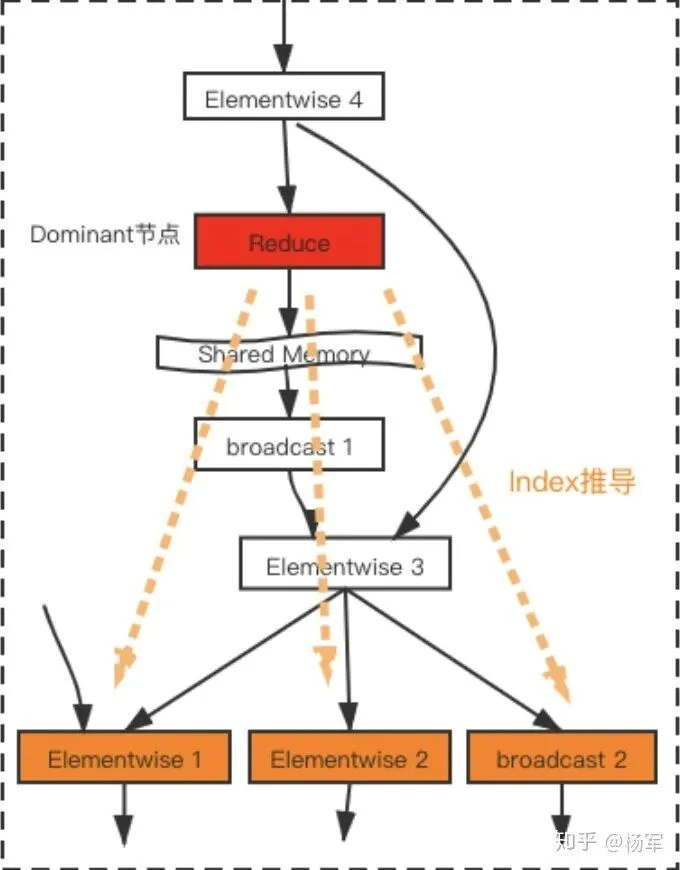 Elementwise 4
Dominant节点
Reduce
Shared Memory
broadcast 1
Index推导
Elementwise 3
Elementwise 1
Elementwise 2
broadcast 2
知乎 @杨军